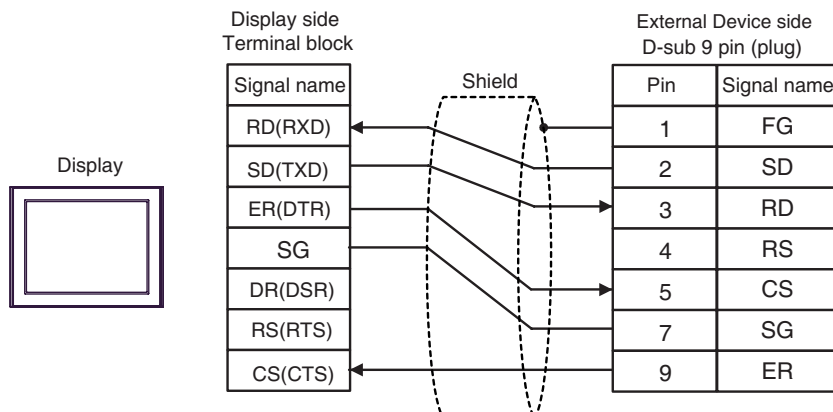 Display side
Terminal block
External Device side
D-sub 9 pin (plug)
Display
Shield
Signal name
RD(RXD)
SD(TXD)
ER(DTR)
SG
DR(DSR)
RS(RTS)
CS(CTS)
Pin Signal name
1 FG
2 SD
3 RD
4 RS
5 CS
7 SG
9 ER